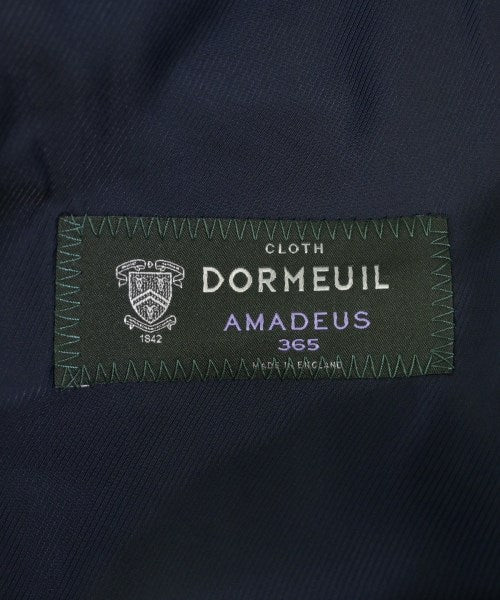 CLOTH
DORMEUIL
AMADEUS
365
MADE IN ENGLAND
1842